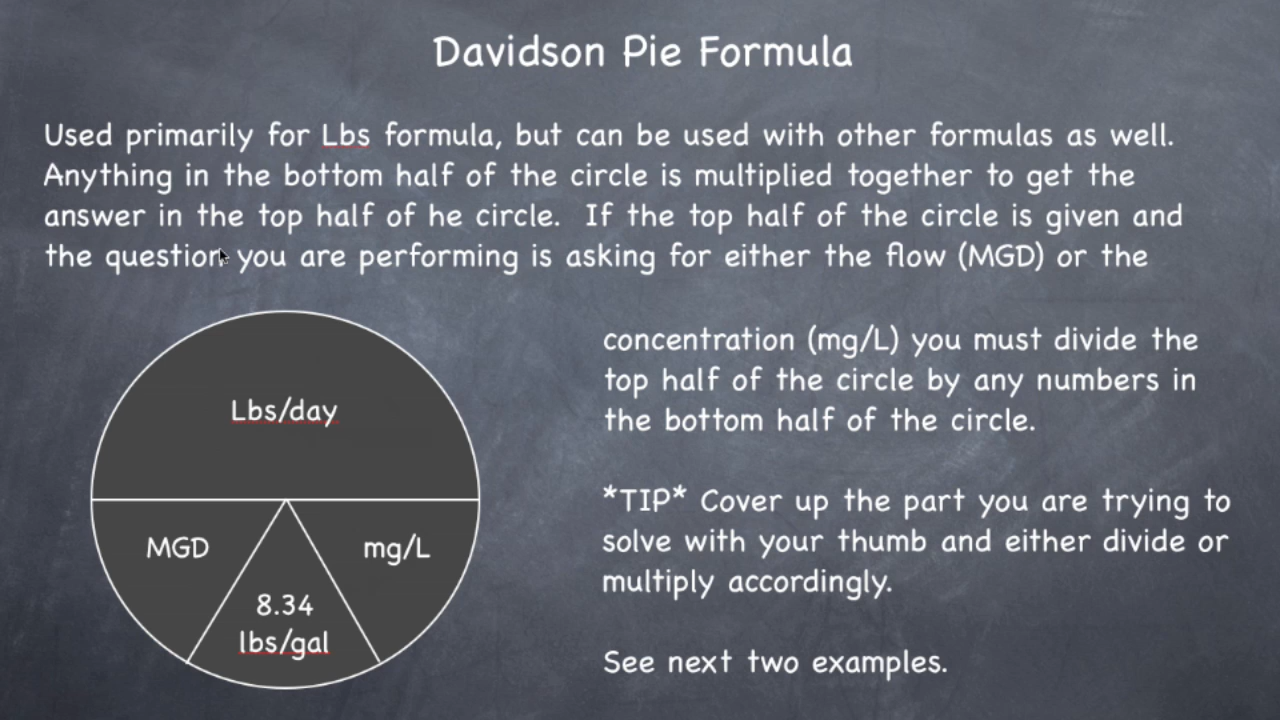 Davidson Pie Formula
Used primarily for Lbs formula, but can be used with other formulas as well.
Anything in the bottom half of the circle is multiplied together to get the
answer in the top half of he circle.  If the top half of the circle is given and
the question you are performing is asking for either the flow (MGD) or the
concentration (mg/L) you must divide the
top half of the circle by any numbers in
the bottom half of the circle.
*TIP* Cover up the part you are trying to
solve with your thumb and either divide or
multiply accordingly.
See next two examples.
Lbs/day
MGD
8.34
lbs/gal
mg/L